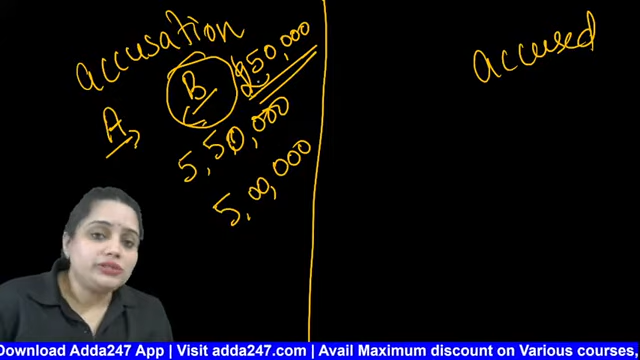 accusation
accused
A, B 50,000
5,50,000
5,00,000
Download Adda247 App | Visit adda247.com | Avail Maximum discount on Various courses,